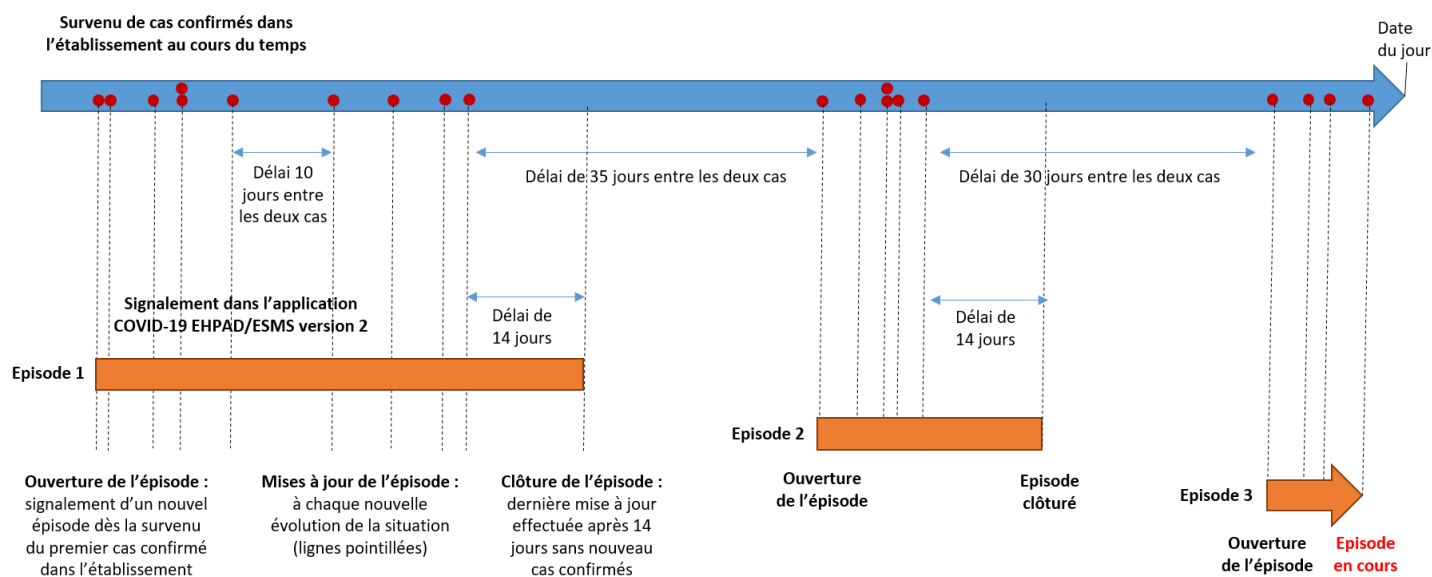 Survenu de cas confirmés dans
l'établissement au cours du temps
Date
du jour
Délai 10
jours entre
les deux cas
Délai de 35 jours entre les deux cas
Délai de 30 jours entre les deux cas
Signalement dans l'application
COVID-19 EHPAD/ESMS version 2
Délai de
14 jours
Délai de
14 jours
Episode 1
Episode 2
Episode 3
Ouverture de l'épisode :
signalement d'un nouvel
épisode dès la survenu
du premier cas confirmé
dans l'établissement
Mises à jour de l'épisode :
à chaque nouvelle
évolution de la situation
(lignes pointillées)
Clôture de l'épisode :
dernière mise à jour
effectuée après 14
jours sans nouveau
cas confirmés
Ouverture
de l'épisode
Episode
clôturé
Ouverture
de l'épisode
Episode
en cours